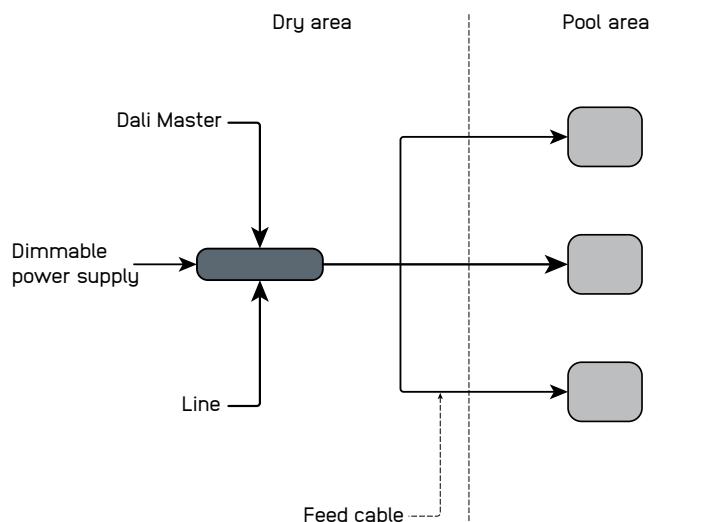 Dry area
Pool area
Dali Master
Dimmable
power supply
Line
Feed cable